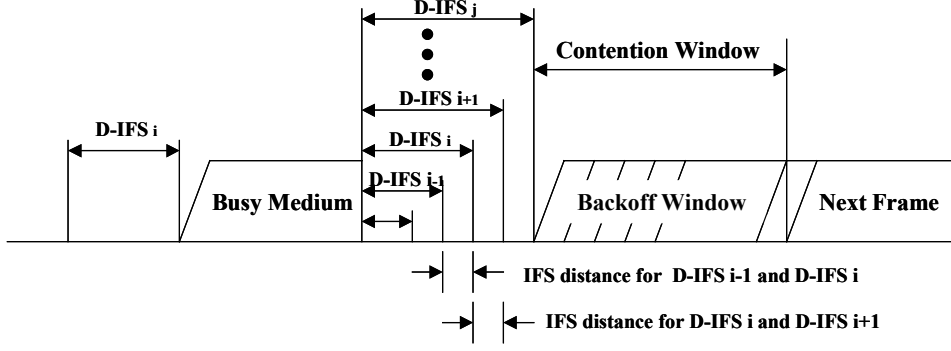 D-IFS j
Contention Window
D-IFS i+1
D-IFS i
D-IFS i
D-IFS i-1
Busy Medium
Backoff Window
Next Frame
IFS distance for D-IFS i-1 and D-IFS i
IFS distance for D-IFS i and D-IFS i+1